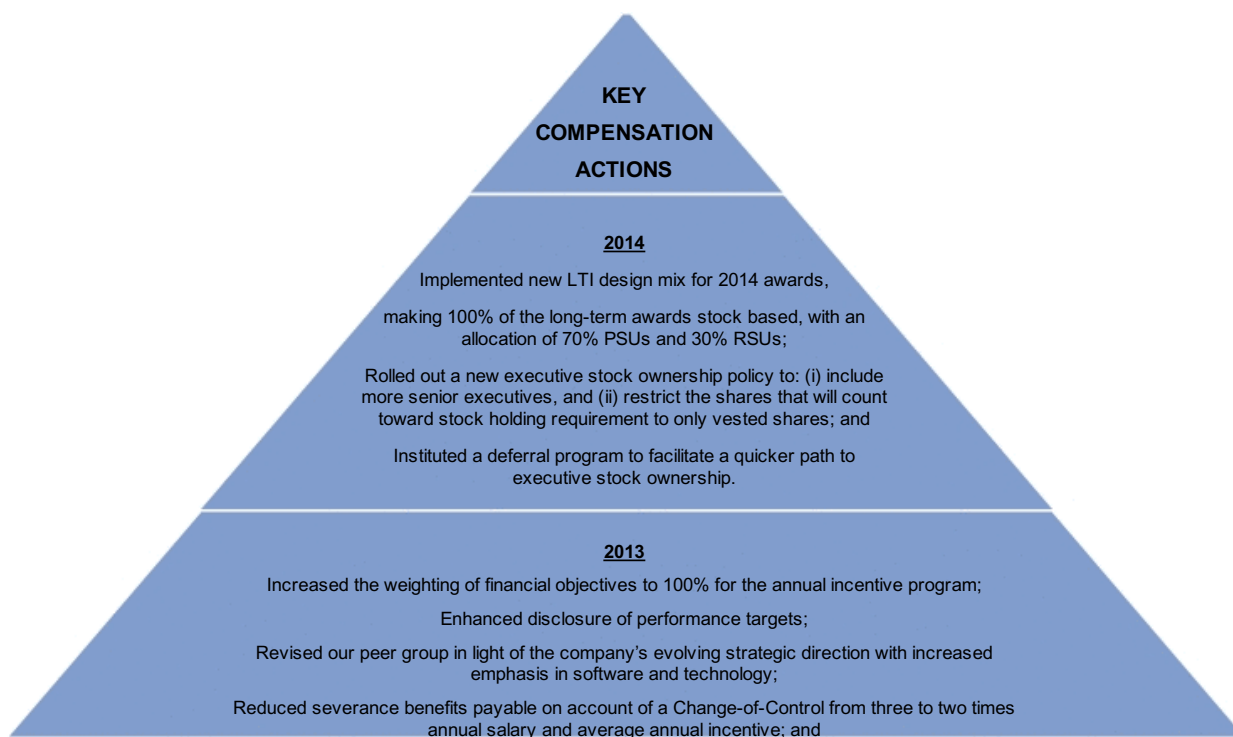 KEY
COMPENSATION
ACTIONS
2014
Implemented new LTI design mix for 2014 awards,
making 100% of the long-term awards stock based, with an
allocation of 70% PSUs and 30% RSUs;
Rolled out a new executive stock ownership policy to: (i) include
more senior executives, and (ii) restrict the shares that will count
toward stock holding requirement to only vested shares; and
Instituted a deferral program to facilitate a quicker path to
executive stock ownership.
2013
Increased the weighting of financial objectives to 100% for the annual incentive program;
Enhanced disclosure of performance targets;
Revised our peer group in light of the company’s evolving strategic direction with increased
emphasis in software and technology;
Reduced severance benefits payable on account of a Change-of-Control from three to two times
annual salary and average annual incentive; and